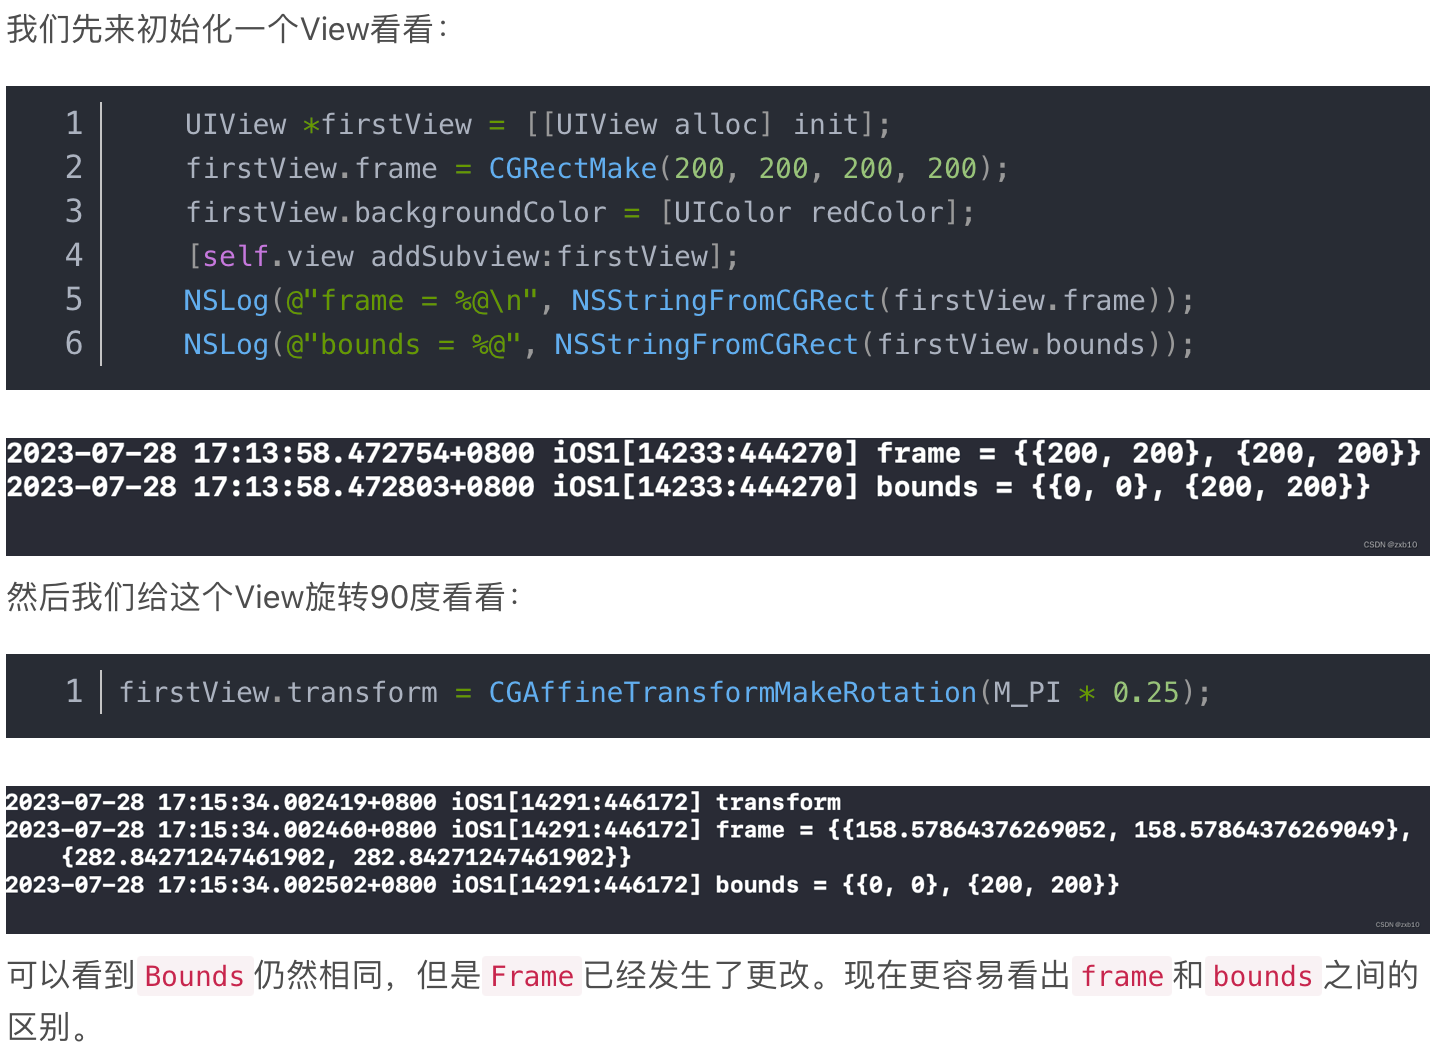 我们先来初始化一个View看看：
1 UIView *firstView = [[UIView alloc] init];
2 firstView.frame = CGRectMake(200, 200, 200, 200);
3 firstView.backgroundColor = [UIColor redColor];
4 [self.view addSubview:firstView];
5 NSLog(@"frame = %@\n", NSStringFromCGRect(firstView.frame));
6 NSLog(@"bounds = %@", NSStringFromCGRect(firstView.bounds));
2023-07-28 17:13:58.472754+0800 iOS1[14233:444270] frame = {{200, 200}, {200, 200}}
2023-07-28 17:13:58.472803+0800 iOS1[14233:444270] bounds = {{0, 0}, {200, 200}}
CSDN @zxb10
然后我们给这个View旋转90度看看：
1 firstView.transform = CGAffineTransformMakeRotation(M_PI * 0.25);
2023-07-28 17:15:34.002419+0800 iOS1[14291:446172] transform
2023-07-28 17:15:34.002460+0800 iOS1[14291:446172] frame = {{158.57864376269052, 158.57864376269049},
{282.84271247461902, 282.84271247461902}}
2023-07-28 17:15:34.002502+0800 iOS1[14291:446172] bounds = {{0, 0}, {200, 200}}
CSDN @zxb10
可以看到Bounds仍然相同，但是Frame已经发生了更改。现在更容易看出frame和bounds之间的
区别。